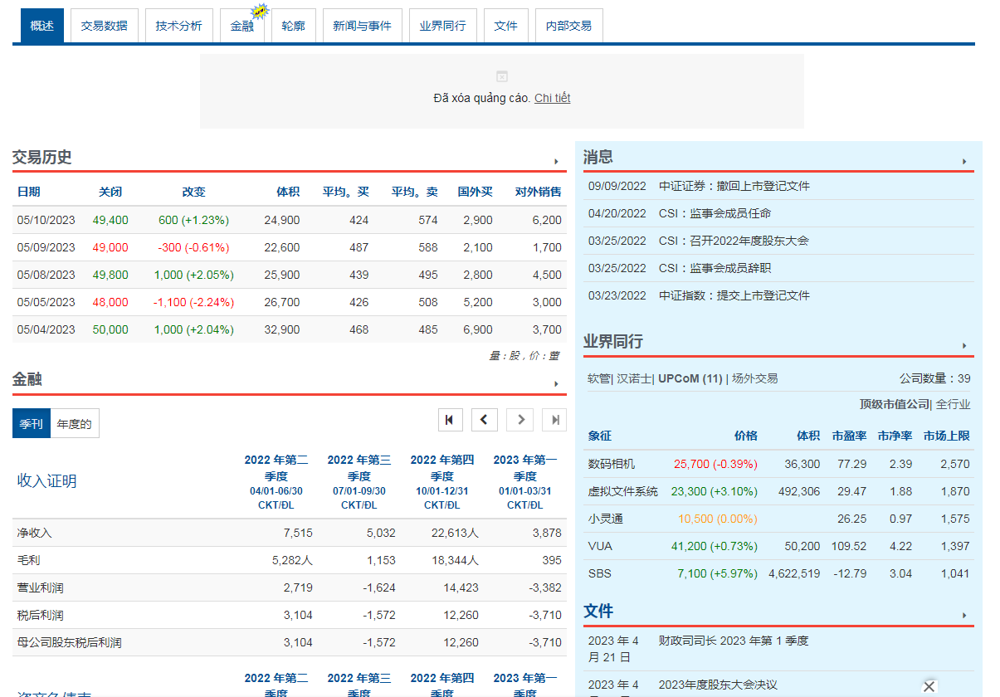 概述 交易数据 技术分析 金融 轮廓 新闻与事件 业界同行 文件 内部交易
Đã xóa quảng cáo. Chi tiết
交易历史
日期 关闭 改变 体积 平均。买 平均。卖 国外买 对外销售
05/10/2023 49,400 600 (+1.23%) 24,900 424 574 2,900 6,200
05/09/2023 49,000 -300 (-0.61%) 22,600 487 588 2,100 1,700
05/08/2023 49,800 1,000 (+2.05%) 25,900 439 495 2,800 4,500
05/05/2023 48,000 -1,100 (-2.24%) 26,700 426 508 5,200 3,000
05/04/2023 50,000 1,000 (+2.04%) 32,900 468 485 6,900 3,700
量：股，价：董
金融
季刊 年度的
2022 年第二 2022 年第三 2022 年第四 2023 年第一
季度 季度 季度 季度
收入证明
04/01-06/30 07/01-09/30 10/01-12/31 01/01-03/31
CKT/ĐL CKT/ĐL CKT/ĐL CKT/ĐL
净收入 7,515 5,032 22,613人 3,878
毛利 5,282人 1,153 18,344人 395
营业利润 2,719 -1,624 14,423 -3,382
税后利润 3,104 -1,572 12,260 -3,710
母公司股东税后利润 3,104 -1,572 12,260 -3,710
2022 年第二 2022 年第三 2022 年第四 2023 年第一
季度 季度 季度 季度
消息
09/09/2022 中证证券：撤回上市登记文件
04/20/2022 CSI：监事会成员任命
03/25/2022 CSI：召开2022年度股东大会
03/25/2022 CSI：监事会成员辞职
03/23/2022 中证指数：提交上市登记文件
业界同行
软管| 汉诺士| UPCoM (11) | 场外交易 公司数量：39
顶级市值公司| 全行业
象征 价格 体积 市盈率 市净率 市场上限
数码相机 25,700 (-0.39%) 36,300 77.29 2.39 2,570
虚拟文件系统 23,300 (+3.10%) 492,306 29.47 1.88 1,870
小灵通 10,500 (0.00%) 26.25 0.97 1,575
VUA 41,200 (+0.73%) 50,200 109.52 4.22 1,397
SBS 7,100 (+5.97%) 4,622,519 -12.79 3.04 1,041
文件
2023 年 4 财政司司长 2023 年第 1 季度
月 21 日
2023 年 4 2023年度股东大会决议